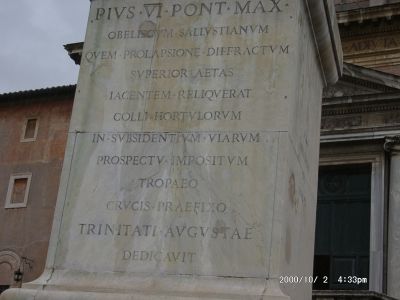 PIVS · VI · PONT · MAX ·
OBELISCVM · SALLVSTIANVM
QVEM · PROLAPSIONE · DIFFRACTVM
SVPERIOR · AETAS
IACENTEM · RELIQVERAT
COLLI · HORTVLORVM
IN · SVBSIDENTIVM · VIARVM
PROSPECTV · IMPOSITVM
TROPAEO
CRVCIS · PRAEFIXO
TRINITATI · AVGVSTAE
DEDICAVIT
2000/10/ 2 4:33PM